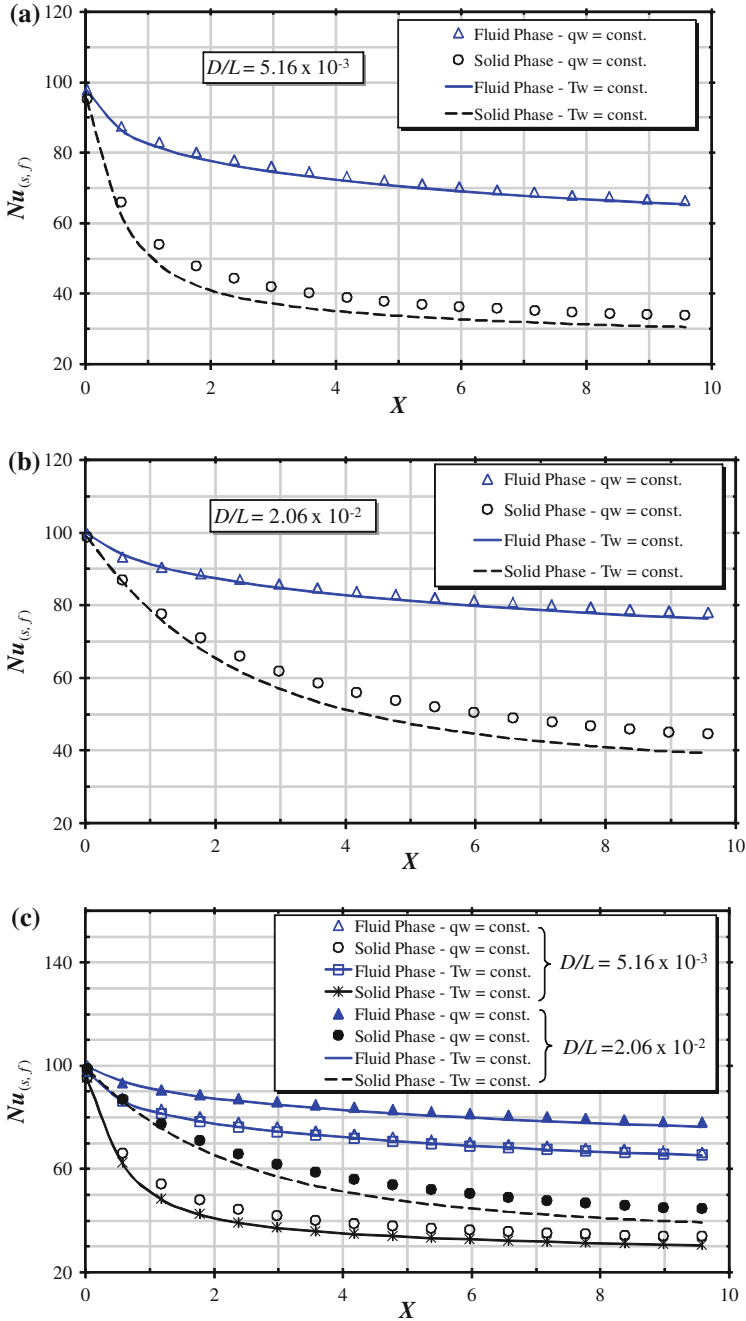 (a)
120
100
80
60
40
20
Nu(s,f)
D/L = 5.16 x 10-3
Fluid Phase - qw = const.
Solid Phase - qw = const.
Fluid Phase - Tw = const.
Solid Phase - Tw = const.
0 2 4 6 8 10
X
(b)
120
100
80
60
40
20
Nu(s,f)
D/L = 2.06 x 10-2
Fluid Phase - qw = const.
Solid Phase - qw = const.
Fluid Phase - Tw = const.
Solid Phase - Tw = const.
0 2 4 6 8 10
X
(c)
140
100
60
20
Nu(s,f)
Fluid Phase - qw = const.
Solid Phase - qw = const.
Fluid Phase - Tw = const.
Solid Phase - Tw = const.
D/L = 5.16 x 10-3
Fluid Phase - qw = const.
Solid Phase - qw = const.
Fluid Phase - Tw = const.
Solid Phase - Tw = const.
D/L = 2.06 x 10-2
0 2 4 6 8 10
X